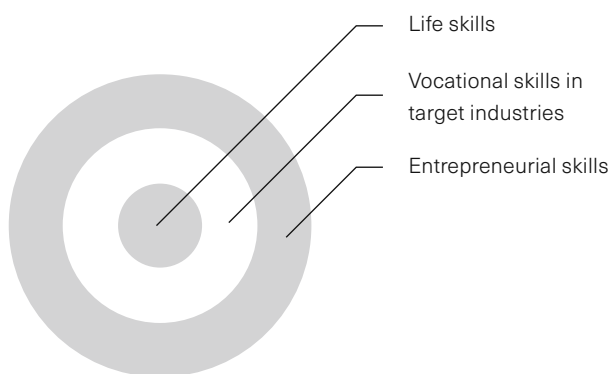 Life skills
Vocational skills in
target industries
Entrepreneurial skills